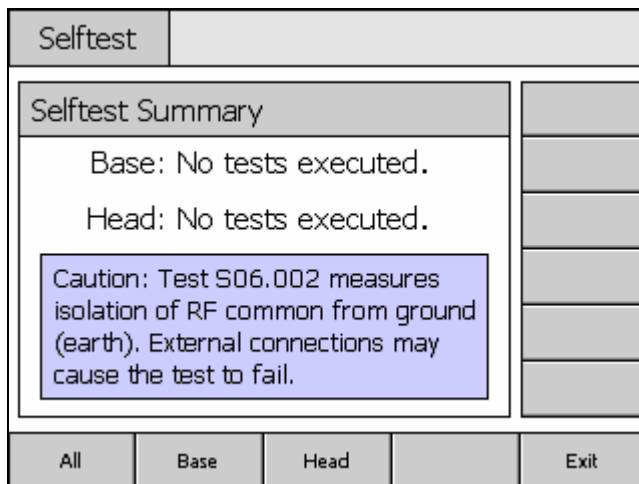 Selftest
Selftest Summary
Base: No tests executed.
Head: No tests executed.
Caution: Test S06.002 measures
isolation of RF common from ground
(earth). External connections may
cause the test to fail.
All
Base
Head
Exit